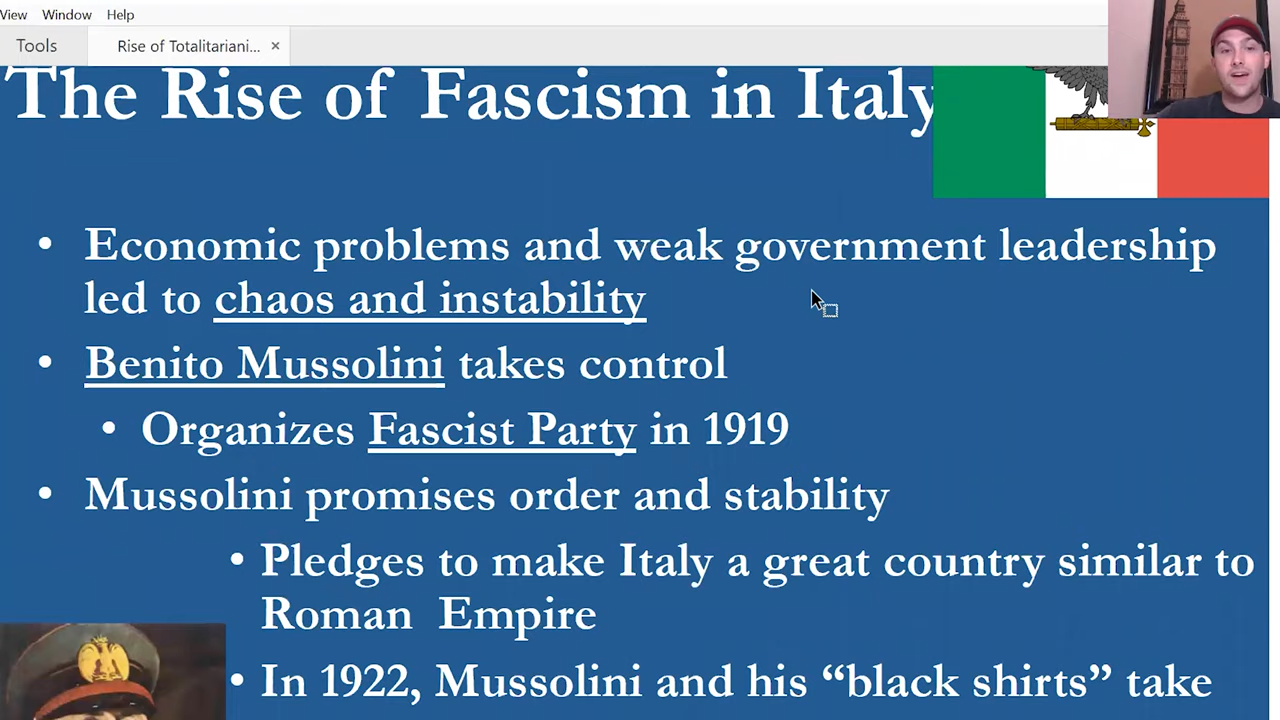 View Window Help
Tools Rise of Totalitariani... ×
The Rise of Fascism in Italy
• Economic problems and weak government leadership
led to chaos and instability
• Benito Mussolini takes control
• Organizes Fascist Party in 1919
• Mussolini promises order and stability
• Pledges to make Italy a great country similar to
Roman Empire
• In 1922, Mussolini and his “black shirts” take